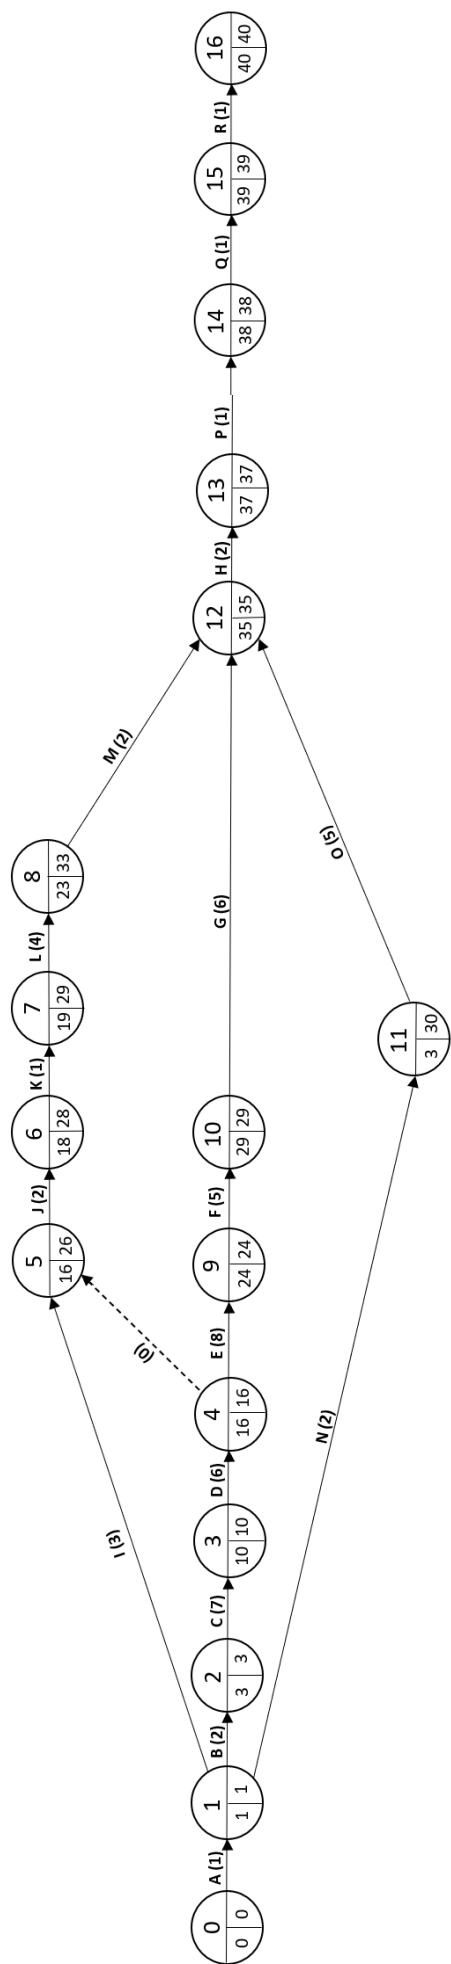 0
0 0
A (1)
1
1 1
B (2)
2
3 3
C (7)
3
10 10
D (6)
4
16 16
E (8)
9
24 24
F (5)
10
29 29
G (6)
I (3)
(0)
5
16 26
J (2)
6
18 28
K (1)
7
19 29
L (4)
8
23 33
M (2)
N (2)
11
3 30
O (5)
12
35 35
H (2)
13
37 37
P (1)
14
38 38
Q (1)
15
39 39
R (1)
16
40 40